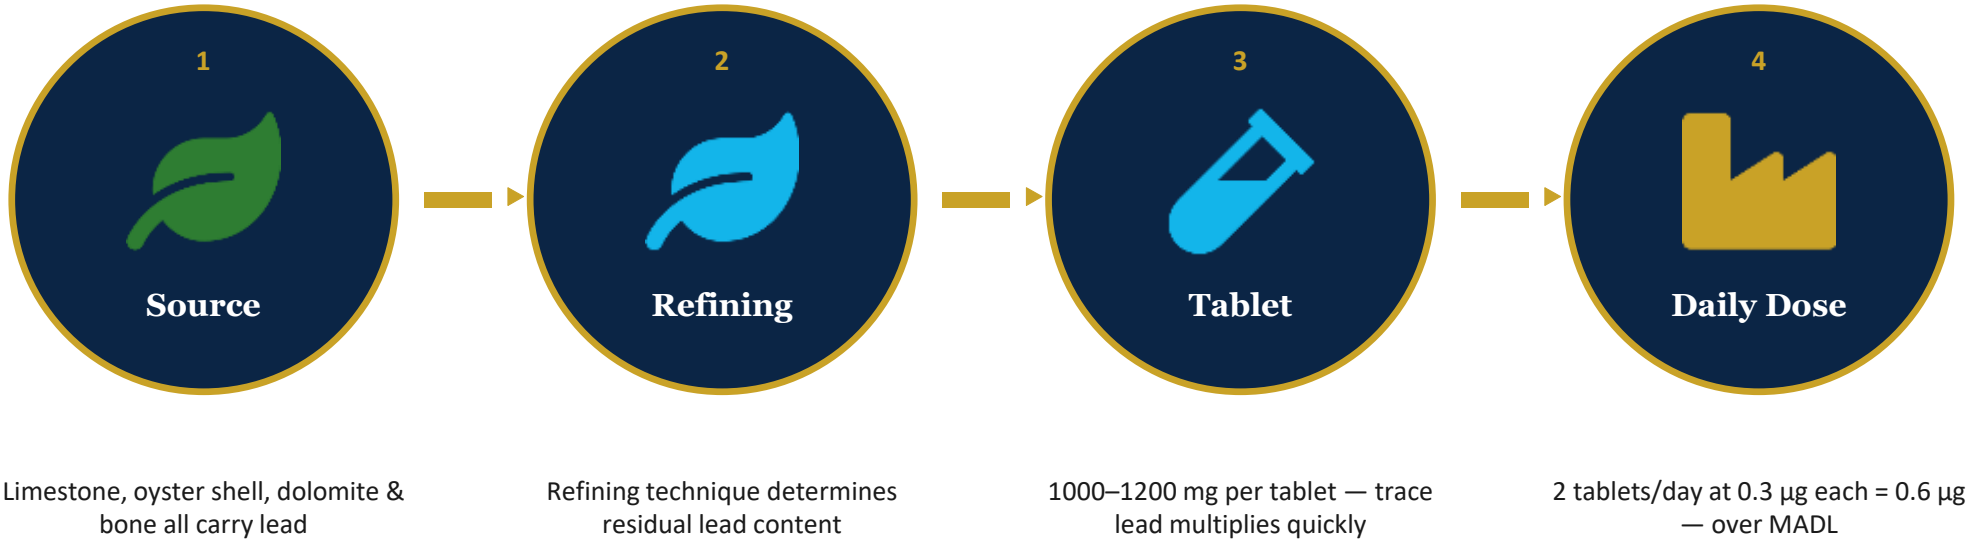 1
Source
Limestone, oyster shell, dolomite &
bone all carry lead
2
Refining
Refining technique determines
residual lead content
3
Tablet
1000–1200 mg per tablet — trace
lead multiplies quickly
4
Daily Dose
2 tablets/day at 0.3 µg each = 0.6 µg
— over MADL